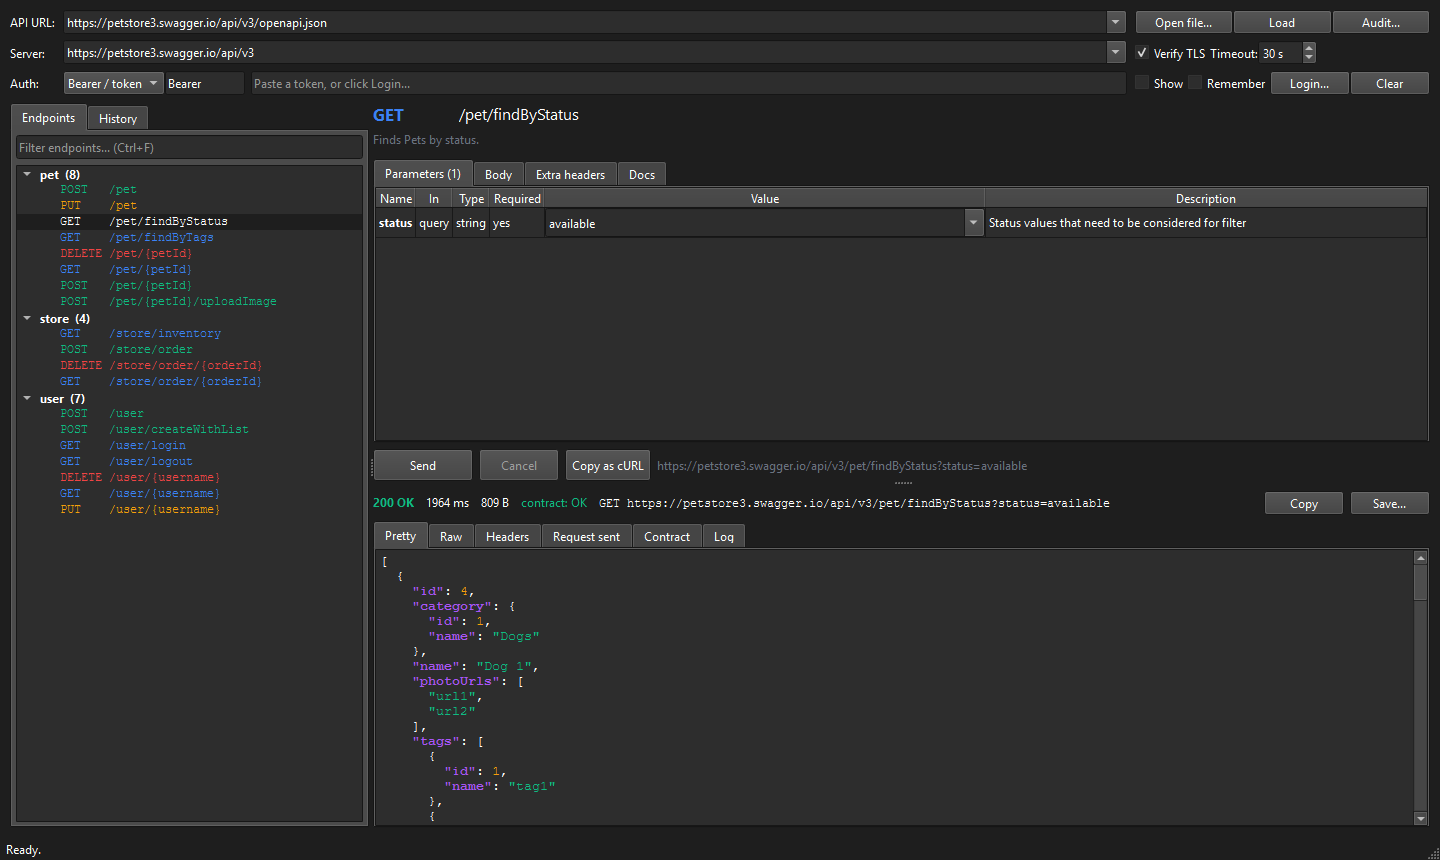 API URL: https://petstore3.swagger.io/api/v3/openapi.json Open file... Load Audit...
Server: https://petstore3.swagger.io/api/v3 Verify TLS Timeout: 30 s
Auth: Bearer / token Bearer Paste a token, or click Login... Show Remember Login... Clear
Endpoints History
Filter endpoints... (Ctrl+F)
pet (8)
POST /pet
PUT /pet
GET /pet/findByStatus
GET /pet/findByTags
DELETE /pet/{petId}
GET /pet/{petId}
POST /pet/{petId}
POST /pet/{petId}/uploadImage
store (4)
GET /store/inventory
POST /store/order
DELETE /store/order/{orderId}
GET /store/order/{orderId}
user (7)
POST /user
POST /user/createWithList
GET /user/login
GET /user/logout
DELETE /user/{username}
GET /user/{username}
PUT /user/{username}
GET /pet/findByStatus
Finds Pets by status.
Parameters (1) Body Extra headers Docs
Name In Type Required Value Description
status query string yes available Status values that need to be considered for filter
Send Cancel Copy as cURL https://petstore3.swagger.io/api/v3/pet/findByStatus?status=available
200 OK 1964 ms 809 B contract: OK GET https://petstore3.swagger.io/api/v3/pet/findByStatus?status=available Copy Save...
Pretty Raw Headers Request sent Contract Log
[
{
"id": 4,
"category": {
"id": 1,
"name": "Dogs"
},
"name": "Dog 1",
"photoUrls": [
"url1",
"url2"
],
"tags": [
{
"id": 1,
"name": "tag1"
},
{
Ready.